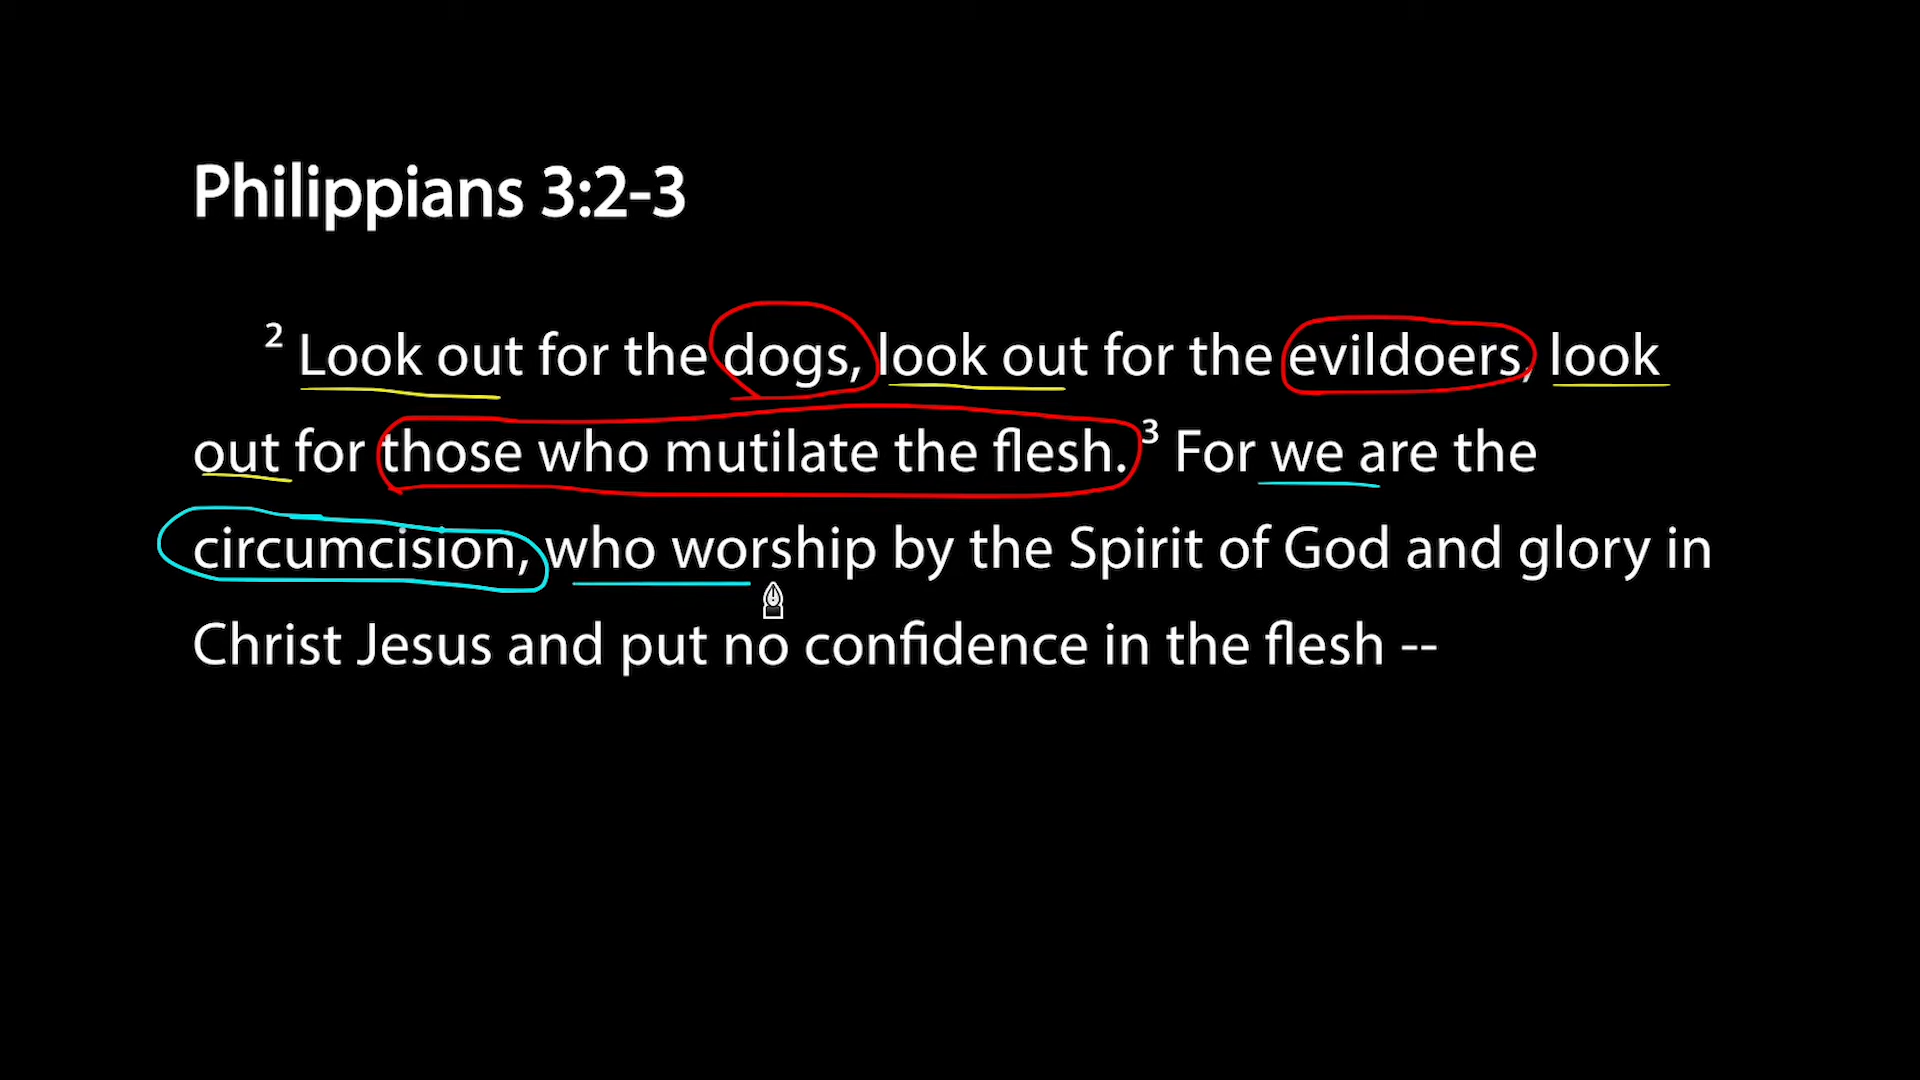 Philippians 3:2-3
² Look out for the dogs, look out for the evildoers, look
out for those who mutilate the flesh. ³ For we are the
circumcision, who worship by the Spirit of God and glory in
Christ Jesus and put no confidence in the flesh --